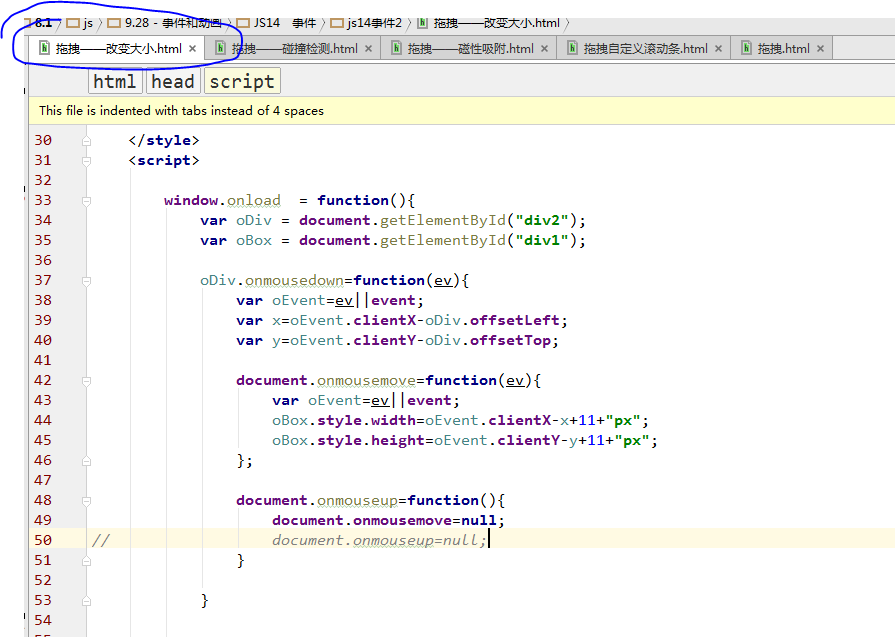 8.1 js 9.28 - 事件和动画 JS14 事件 js14事件2 拖拽——改变大小.html
拖拽——改变大小.html × 拖拽——碰撞检测.html × 拖拽——磁性吸附.html × 拖拽自定义滚动条.html × 拖拽.html ×
html head script
This file is indented with tabs instead of 4 spaces
30 </style>
31 <script>
32
33 window.onload = function(){
34 var oDiv = document.getElementById("div2");
35 var oBox = document.getElementById("div1");
36
37 oDiv.onmousedown=function(ev){
38 var oEvent=ev||event;
39 var x=oEvent.clientX-oDiv.offsetLeft;
40 var y=oEvent.clientY-oDiv.offsetTop;
41
42 document.onmousemove=function(ev){
43 var oEvent=ev||event;
44 oBox.style.width=oEvent.clientX-x+11+"px";
45 oBox.style.height=oEvent.clientY-y+11+"px";
46 };
47
48 document.onmouseup=function(){
49 document.onmousemove=null;
50 // document.onmouseup=null;
51 }
52
53 }
54